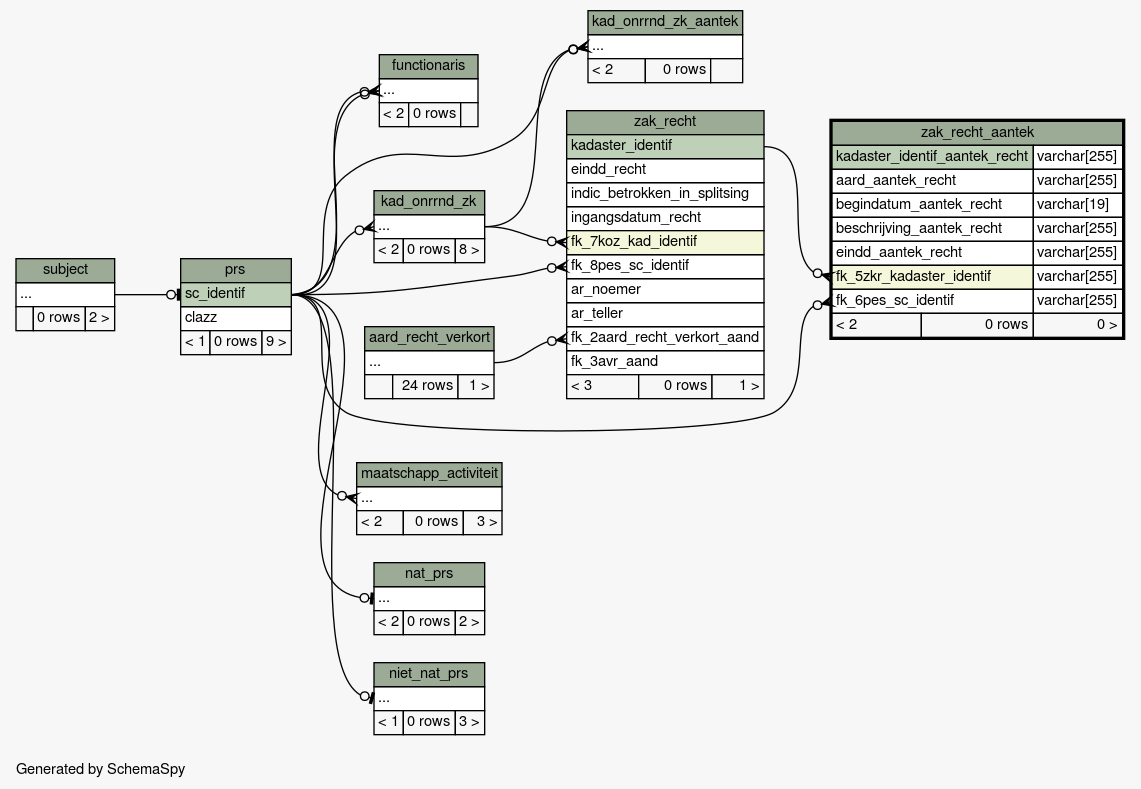 kad_onrrnd_zk_aantek
...
< 2 0 rows
functionaris
...
< 2 0 rows
zak_recht
kadaster_identif
eindd_recht
indic_betrokken_in_splitsing
ingangsdatum_recht
fk_7koz_kad_identif
fk_8pes_sc_identif
ar_noemer
ar_teller
fk_2aard_recht_verkort_aand
fk_3avr_aand
< 3 0 rows 1 >
zak_recht_aantek
kadaster_identif_aantek_recht varchar[255]
aard_aantek_recht varchar[255]
begindatum_aantek_recht varchar[19]
beschrijving_aantek_recht varchar[255]
eindd_aantek_recht varchar[255]
fk_5zkr_kadaster_identif varchar[255]
fk_6pes_sc_identif varchar[255]
< 2 0 rows 0 >
kad_onrrnd_zk
...
< 2 0 rows 8 >
subject
...
0 rows 2 >
prs
sc_identif
clazz
< 1 0 rows 9 >
aard_recht_verkort
...
24 rows 1 >
maatschapp_activiteit
...
< 2 0 rows 3 >
nat_prs
...
< 2 0 rows 2 >
niet_nat_prs
...
< 1 0 rows 3 >
Generated by SchemaSpy